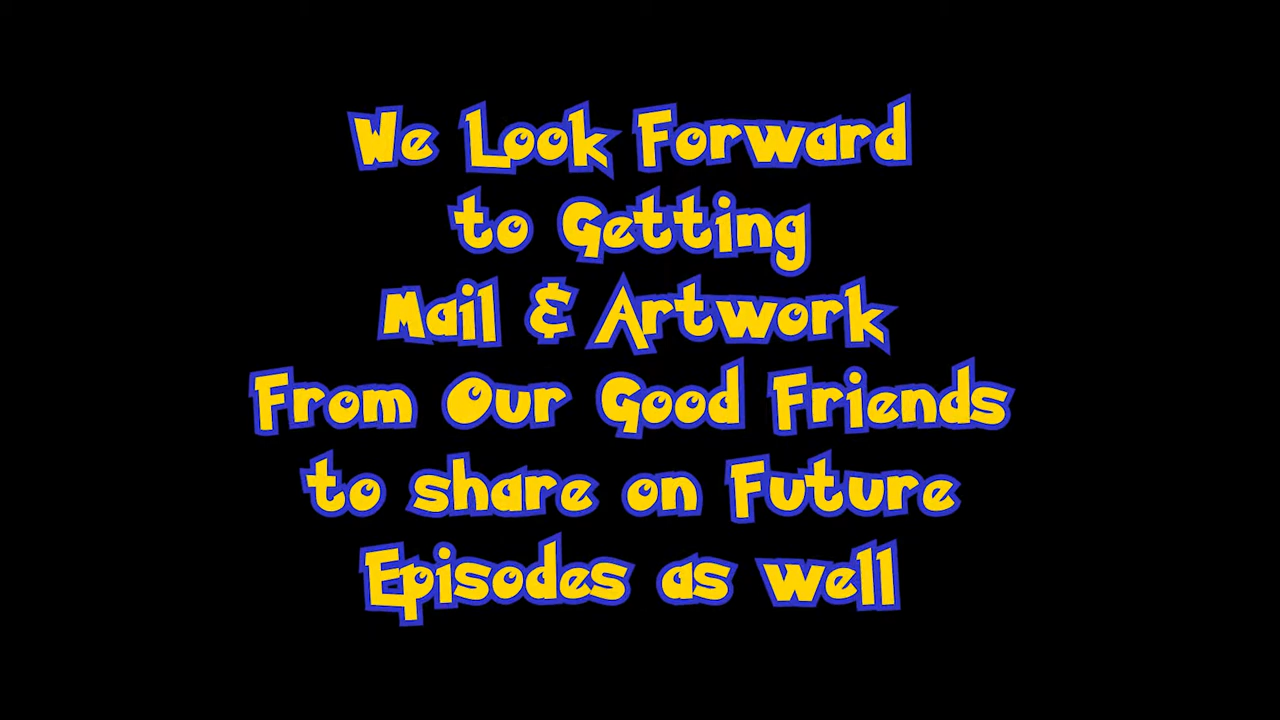 We Look Forward
to Getting
Mail & Artwork
From Our Good Friends
to share on Future
Episodes as well